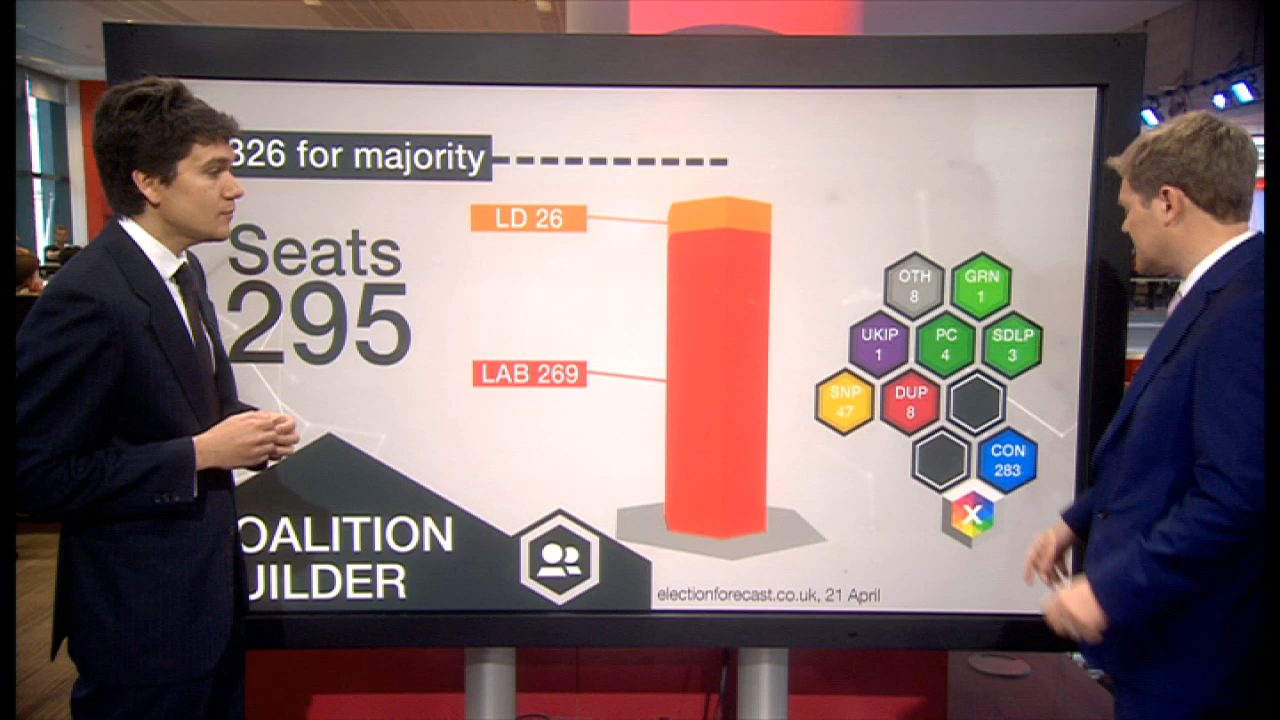 326 for majority
LD 26
Seats
295
LAB 269
OTH
8
GRN
1
UKIP
1
PC
4
SDLP
3
SNP
47
DUP
8
CON
283
X
OALITION
UILDER
electionforecast.co.uk, 21 April